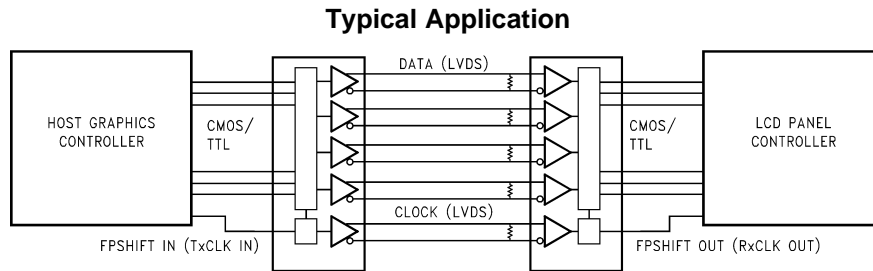 Typical Application
DATA (LVDS)
HOST GRAPHICS
CONTROLLER
CMOS/
TTL
CMOS/
TTL
LCD PANEL
CONTROLLER
CLOCK (LVDS)
FPSHIFT IN (TxCLK IN)
FPSHIFT OUT (RxCLK OUT)